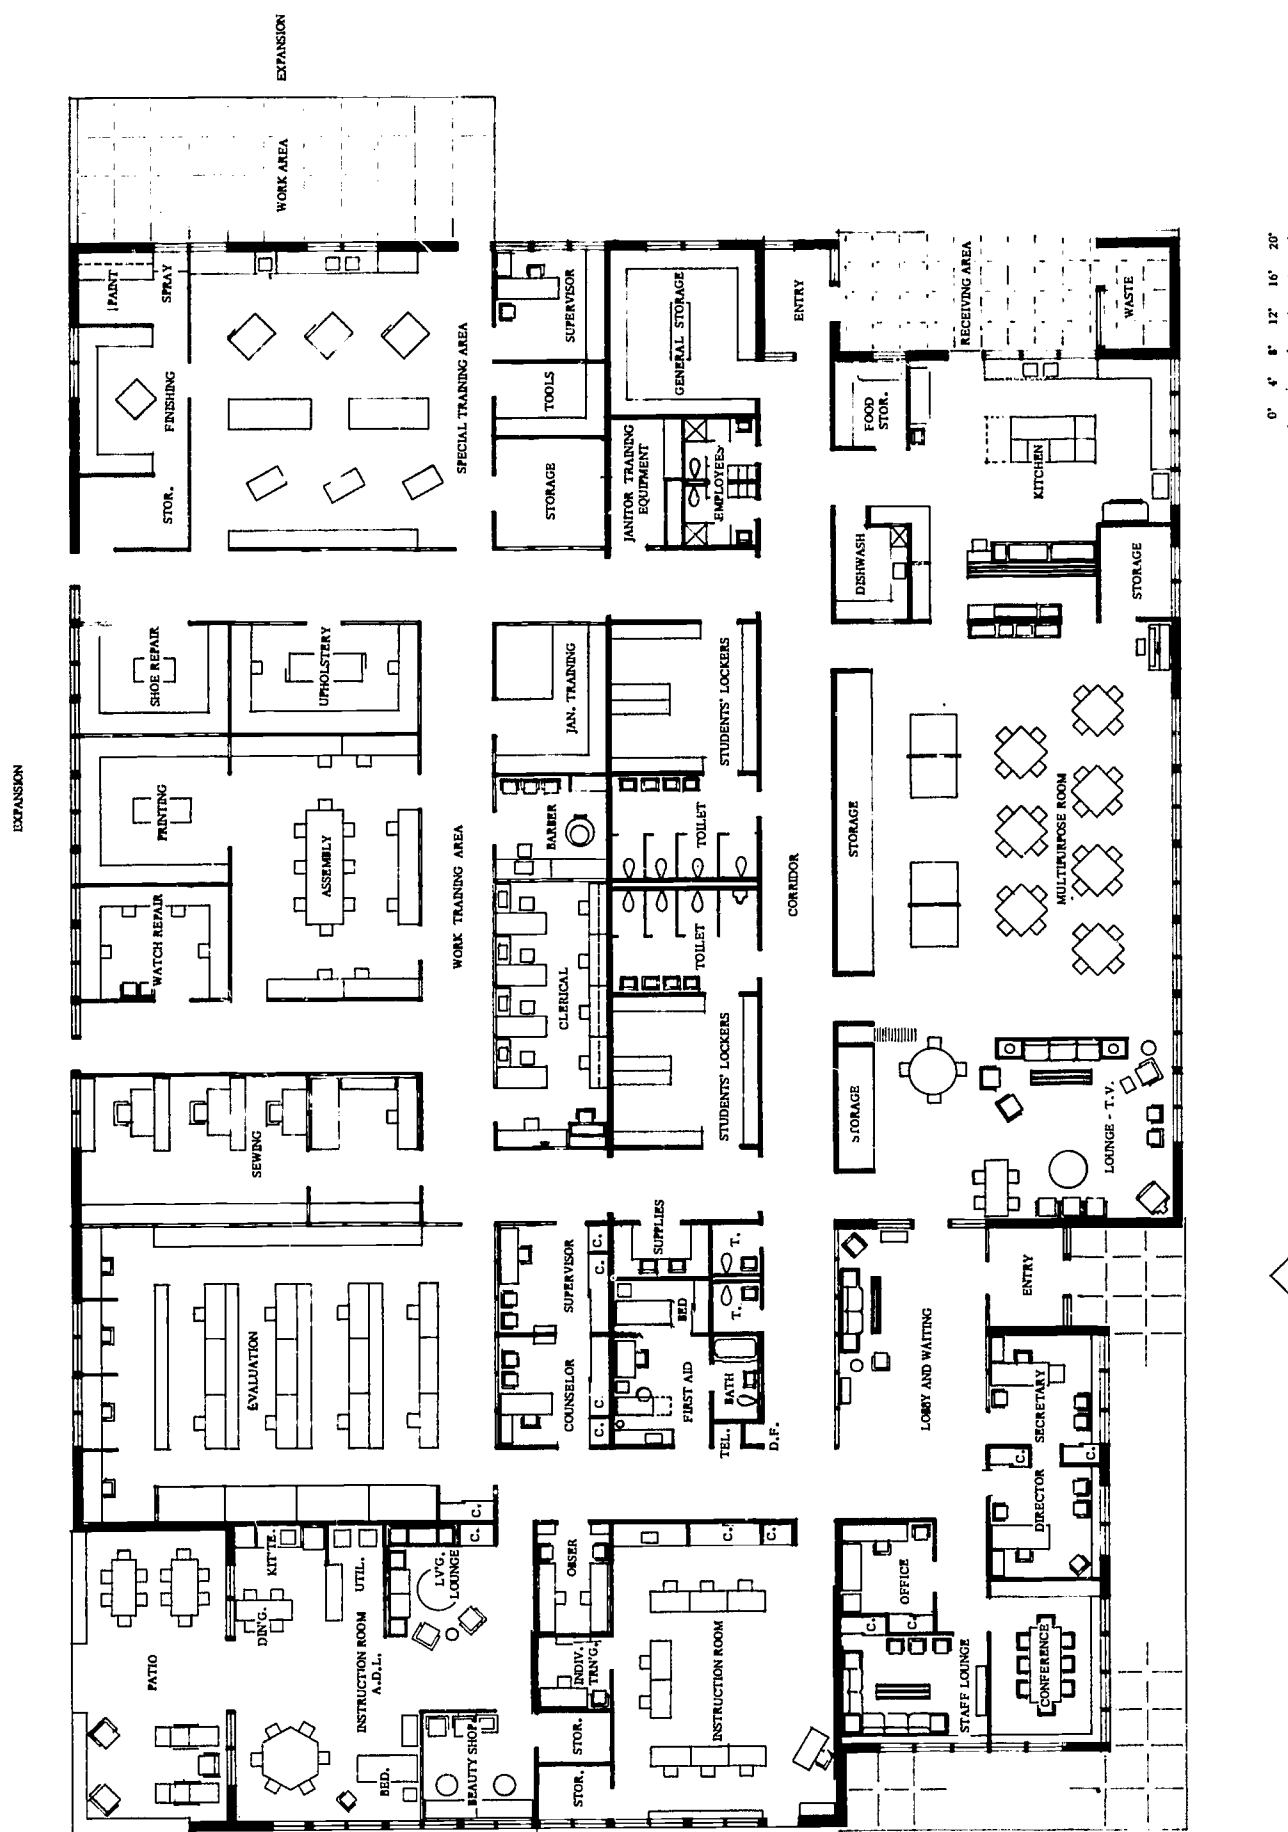 EXPANSION
WORK AREA
PAINT
SPRAY
FINISHING
STOR.
SPECIAL TRAINING AREA
SUPERVISOR
TOOLS
STORAGE
GENERAL STORAGE
JANITOR TRAINING
EQUIPMENT
EMPLOYEES
ENTRY
RECEIVING AREA
WASTE
FOOD
STOR.
KITCHEN
DISHWASH
STORAGE
0' 4' 8' 12' 16' 20'
EXPANSION
SHOE REPAIR
UPHOLSTERY
PRINTING
ASSEMBLY
WATCH REPAIR
WORK TRAINING AREA
JAN. TRAINING
BARBER
CLERICAL
STUDENTS' LOCKERS
TOILET
TOILET
STUDENTS' LOCKERS
CORRIDOR
STORAGE
MULTIPURPOSE ROOM
STORAGE
LOUNGE - T.V.
SEWING
EVALUATION
SUPERVISOR
C.
C.
COUNSELOR
C.
C.
SUPPLIES
T.
BED
T.
FIRST AID
BATH
TEL.
D.F.
LOBBY AND WAITING
ENTRY
SECRETARY
C.
C.
DIRECTOR
C.
C.
PATIO
KIT'TE.
DIN'G.
UTIL.
INSTRUCTION ROOM
A.D.L.
LV'G.
LOUNGE
BED.
BEAUTY SHOP.
OBSER
INDIV.
TRN'G.
STOR.
STOR.
C.
C.
INSTRUCTION ROOM
OFFICE
C.
C.
STAFF LOUNGE
CONFERENCE